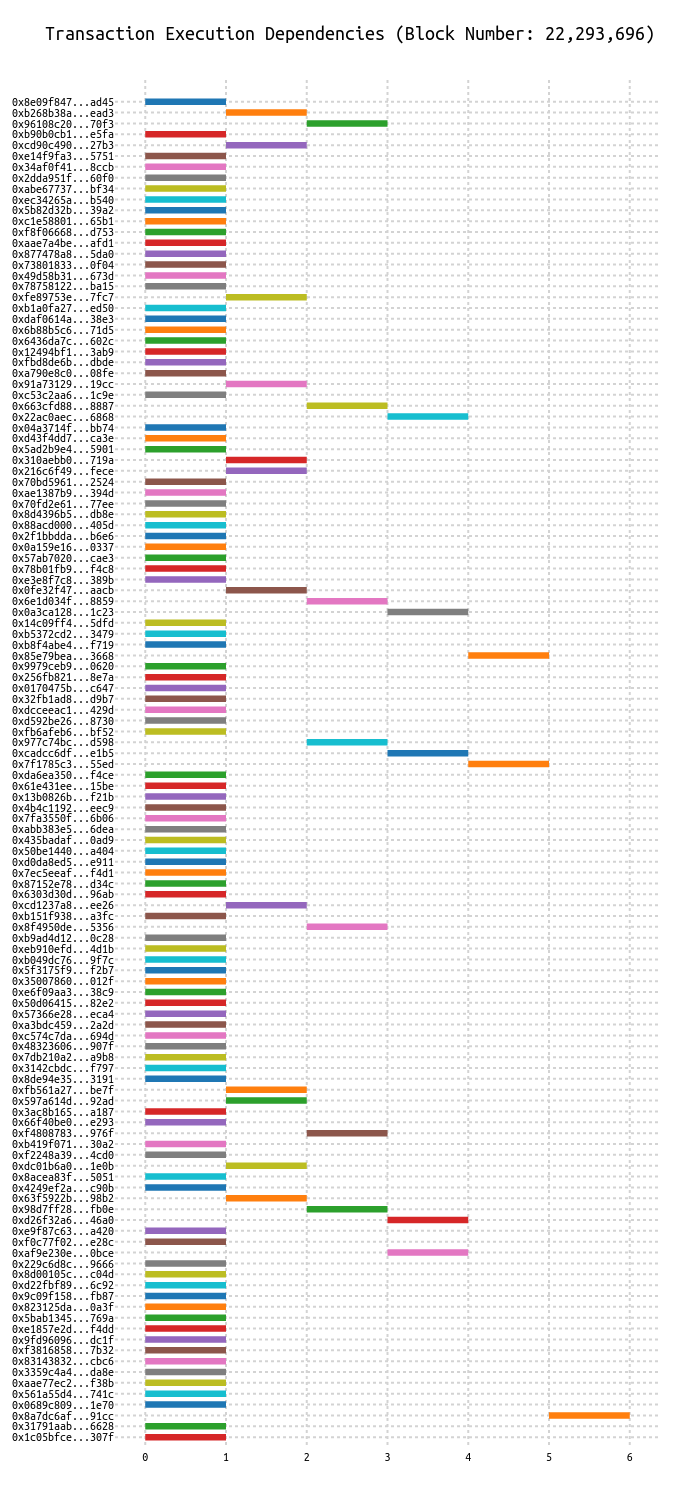 Transaction Execution Dependencies (Block Number: 22,293,696)
0x8e09f847...ad45
0xb268b38a...ead3
0x96108c20...70f3
0xb90b0cb1...e5fa
0xcd90c490...27b3
0xe14f9fa3...5751
0x34af0f41...8ccb
0x2dda951f...60f0
0xabe67737...bf34
0xec34265a...b540
0x5b82d32b...39a2
0xc1e58801...65b1
0xf8f06668...d753
0xaae7a4be...afd1
0x877478a8...5da0
0x73801833...0f04
0x49d58b31...673d
0x78758122...ba15
0xfe89753e...7fc7
0xb1a0fa27...ed50
0xdaf0614a...38e3
0x6b88b5c6...71d5
0x6436da7c...602c
0x12494bf1...3ab9
0xfbd8de6b...dbde
0xa790e8c0...08fe
0x91a73129...19cc
0xc53c2aa6...1c9e
0x663cfd88...8887
0x22ac0aec...6868
0x04a3714f...bb74
0xd43f4dd7...ca3e
0x5ad2b9e4...5901
0x310aebb0...719a
0x216c6f49...fece
0x70bd5961...2524
0xae1387b9...394d
0x70fd2e61...77ee
0x8d4396b5...db8e
0x88acd000...405d
0x2f1bbdda...b6e6
0x0a159e16...0337
0x57ab7020...cae3
0x78b01fb9...f4c8
0xe3e8f7c8...389b
0x0fe32f47...aacb
0x6e1d034f...8859
0x0a3ca128...1c23
0x14c09ff4...5dfd
0xb5372cd2...3479
0xb8f4abe4...f719
0x85e79bea...3668
0x9979ceb9...0620
0x256fb821...8e7a
0x0170475b...c647
0x32fb1ad8...d9b7
0xdcceeac1...429d
0xd592be26...8730
0xfb6afeb6...bf52
0x977c74bc...d598
0xcadcc6df...e1b5
0x7f1785c3...55ed
0xda6ea350...f4ce
0x61e431ee...15be
0x13b0826b...f21b
0x4b4c1192...eec9
0x7fa3550f...6b06
0xabb383e5...6dea
0x435badaf...0ad9
0x50be1440...a404
0xd0da8ed5...e911
0x7ec5eeaf...f4d1
0x87152e78...d34c
0x6303d30d...96ab
0xcd1237a8...ee26
0xb151f938...a3fc
0x8f4950de...5356
0xb9ad4d12...0c28
0xeb910efd...4d1b
0xb049dc76...9f7c
0x5f3175f9...f2b7
0x35007860...012f
0xe6f09aa3...38c9
0x50d06415...82e2
0x57366e28...eca4
0xa3bdc459...2a2d
0xc574c7da...694d
0x48323606...907f
0x7db210a2...a9b8
0x3142cbdc...f797
0x8de94e35...3191
0xfb561a27...be7f
0x597a614d...92ad
0x3ac8b165...a187
0x66f40be0...e293
0xf4808783...976f
0xb419f071...30a2
0xf2248a39...4cd0
0xdc01b6a0...1e0b
0x8acea83f...5051
0x4249ef2a...c90b
0x63f5922b...98b2
0x98d7ff28...fb0e
0xd26f32a6...46a0
0xe9f87c63...a420
0xf0c77f02...e28c
0xaf9e230e...0bce
0x229c6d8c...9666
0x8d00105c...c04d
0xd22fbf89...6c92
0x9c09f158...fb87
0x823125da...0a3f
0x5bab1345...769a
0xe1857e2d...f4dd
0x9fd96096...dc1f
0xf3816858...7b32
0x83143832...cbc6
0x3359c4a4...da8e
0xaae77ec2...f38b
0x561a55d4...741c
0x0689c809...1e70
0x8a7dc6af...91cc
0x31791aab...6628
0x1c05bfce...307f
0 1 2 3 4 5 6